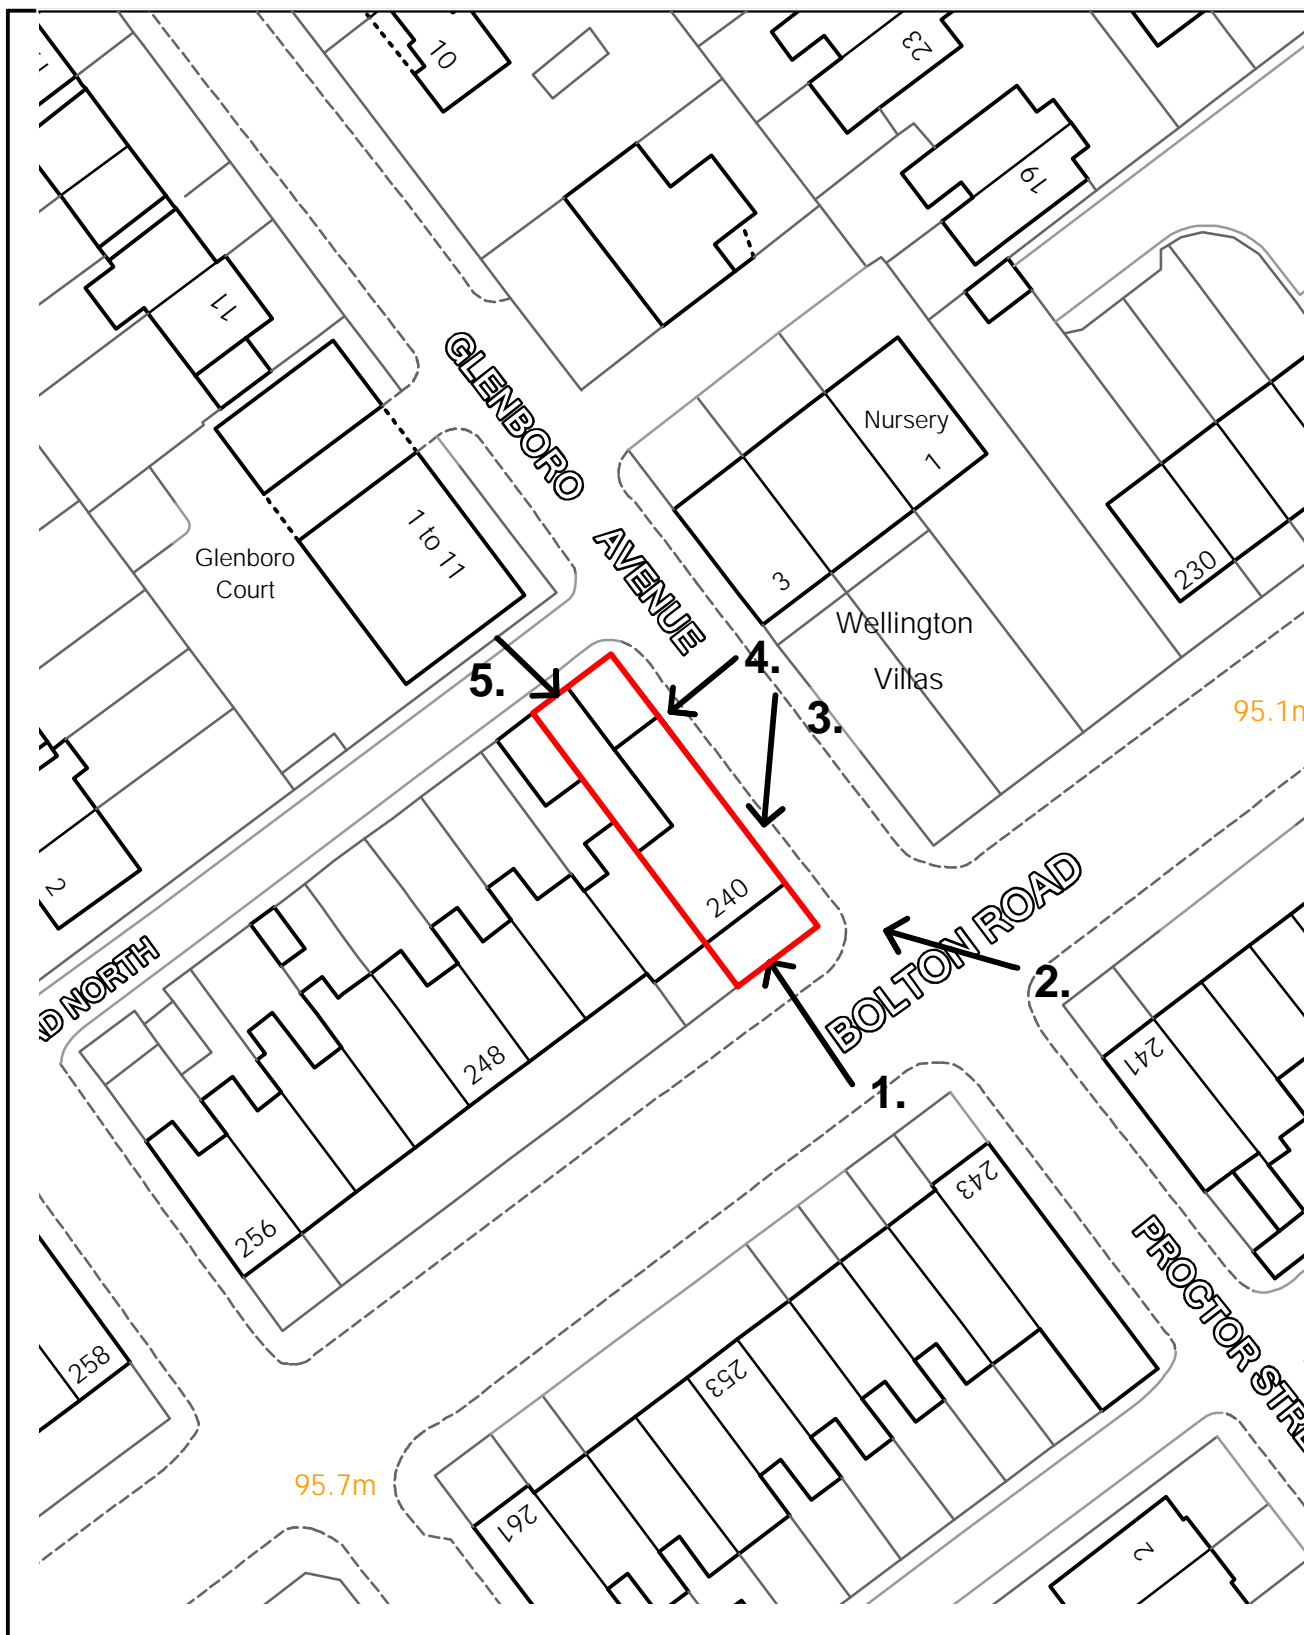 10
23
19
11
GLENBORO
AVENUE
Nursery
1
1 to 11
Glenboro
Court
3
230
Wellington
Villas
4.
5.
3.
95.1m
2
240
BOLTON ROAD
2.
NORTH
241
248
1.
243
256
PROCTOR
258
253
95.7m
261
2